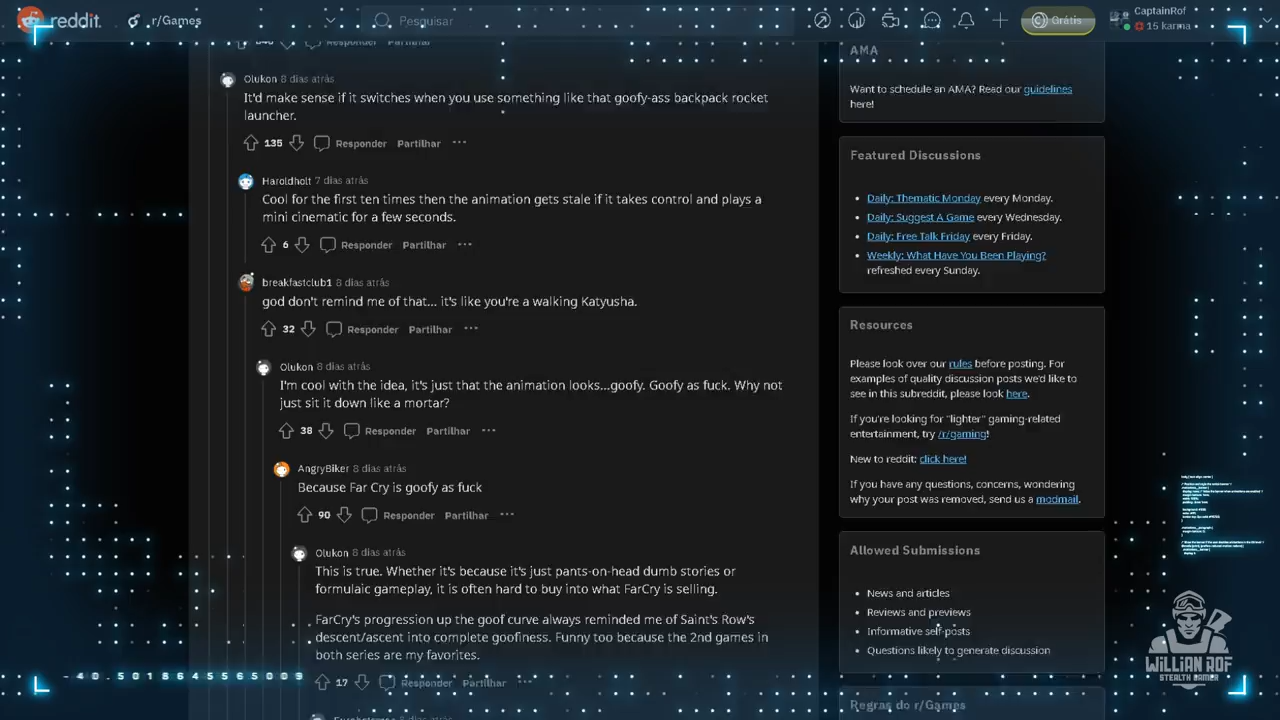 reddit. r/Games Pesquisar Grátis CaptainRof
15 karma
Responder Partilhar
Olukon 8 dias atrás
It'd make sense if it switches when you use something like that goofy-ass backpack rocket
launcher.
135 Responder Partilhar ...
Haroldholt 7 dias atrás
Cool for the first ten times then the animation gets stale if it takes control and plays a
mini cinematic for a few seconds.
6 Responder Partilhar ...
breakfastclub1 8 dias atrás
god don't remind me of that... it's like you're a walking Katyusha.
32 Responder Partilhar ...
Olukon 8 dias atrás
I'm cool with the idea, it's just that the animation looks...goofy. Goofy as fuck. Why not
just sit it down like a mortar?
38 Responder Partilhar ...
AngryBiker 8 dias atrás
Because Far Cry is goofy as fuck
90 Responder Partilhar ...
Olukon 8 dias atrás
This is true. Whether it's because it's just pants-on-head dumb stories or
formulaic gameplay, it is often hard to buy into what FarCry is selling.
FarCry's progression up the goof curve always reminded me of Saint's Row's
descent/ascent into complete goofiness. Funny too because the 2nd games in
both series are my favorites.
17 Responder Partilhar ...
8 dias atrás
AMA
Want to schedule an AMA? Read our guidelines
here!
Featured Discussions
Daily: Thematic Monday every Monday.
Daily: Suggest A Game every Wednesday.
Daily: Free Talk Friday every Friday.
Weekly: What Have You Been Playing?
refreshed every Sunday.
Resources
Please look over our rules before posting. For
examples of quality discussion posts we'd like to
see in this subreddit, please look here.
If you're looking for "lighter" gaming-related
entertainment, try /r/gaming!
New to reddit: click here!
If you have any questions, concerns, wondering
why your post was removed, send us a modmail.
Allowed Submissions
News and articles
Reviews and previews
Informative self-posts
Questions likely to generate discussion
Regras do r/Games
-40.5018645565009
WILLIAN ROF
STEALTH GAMER